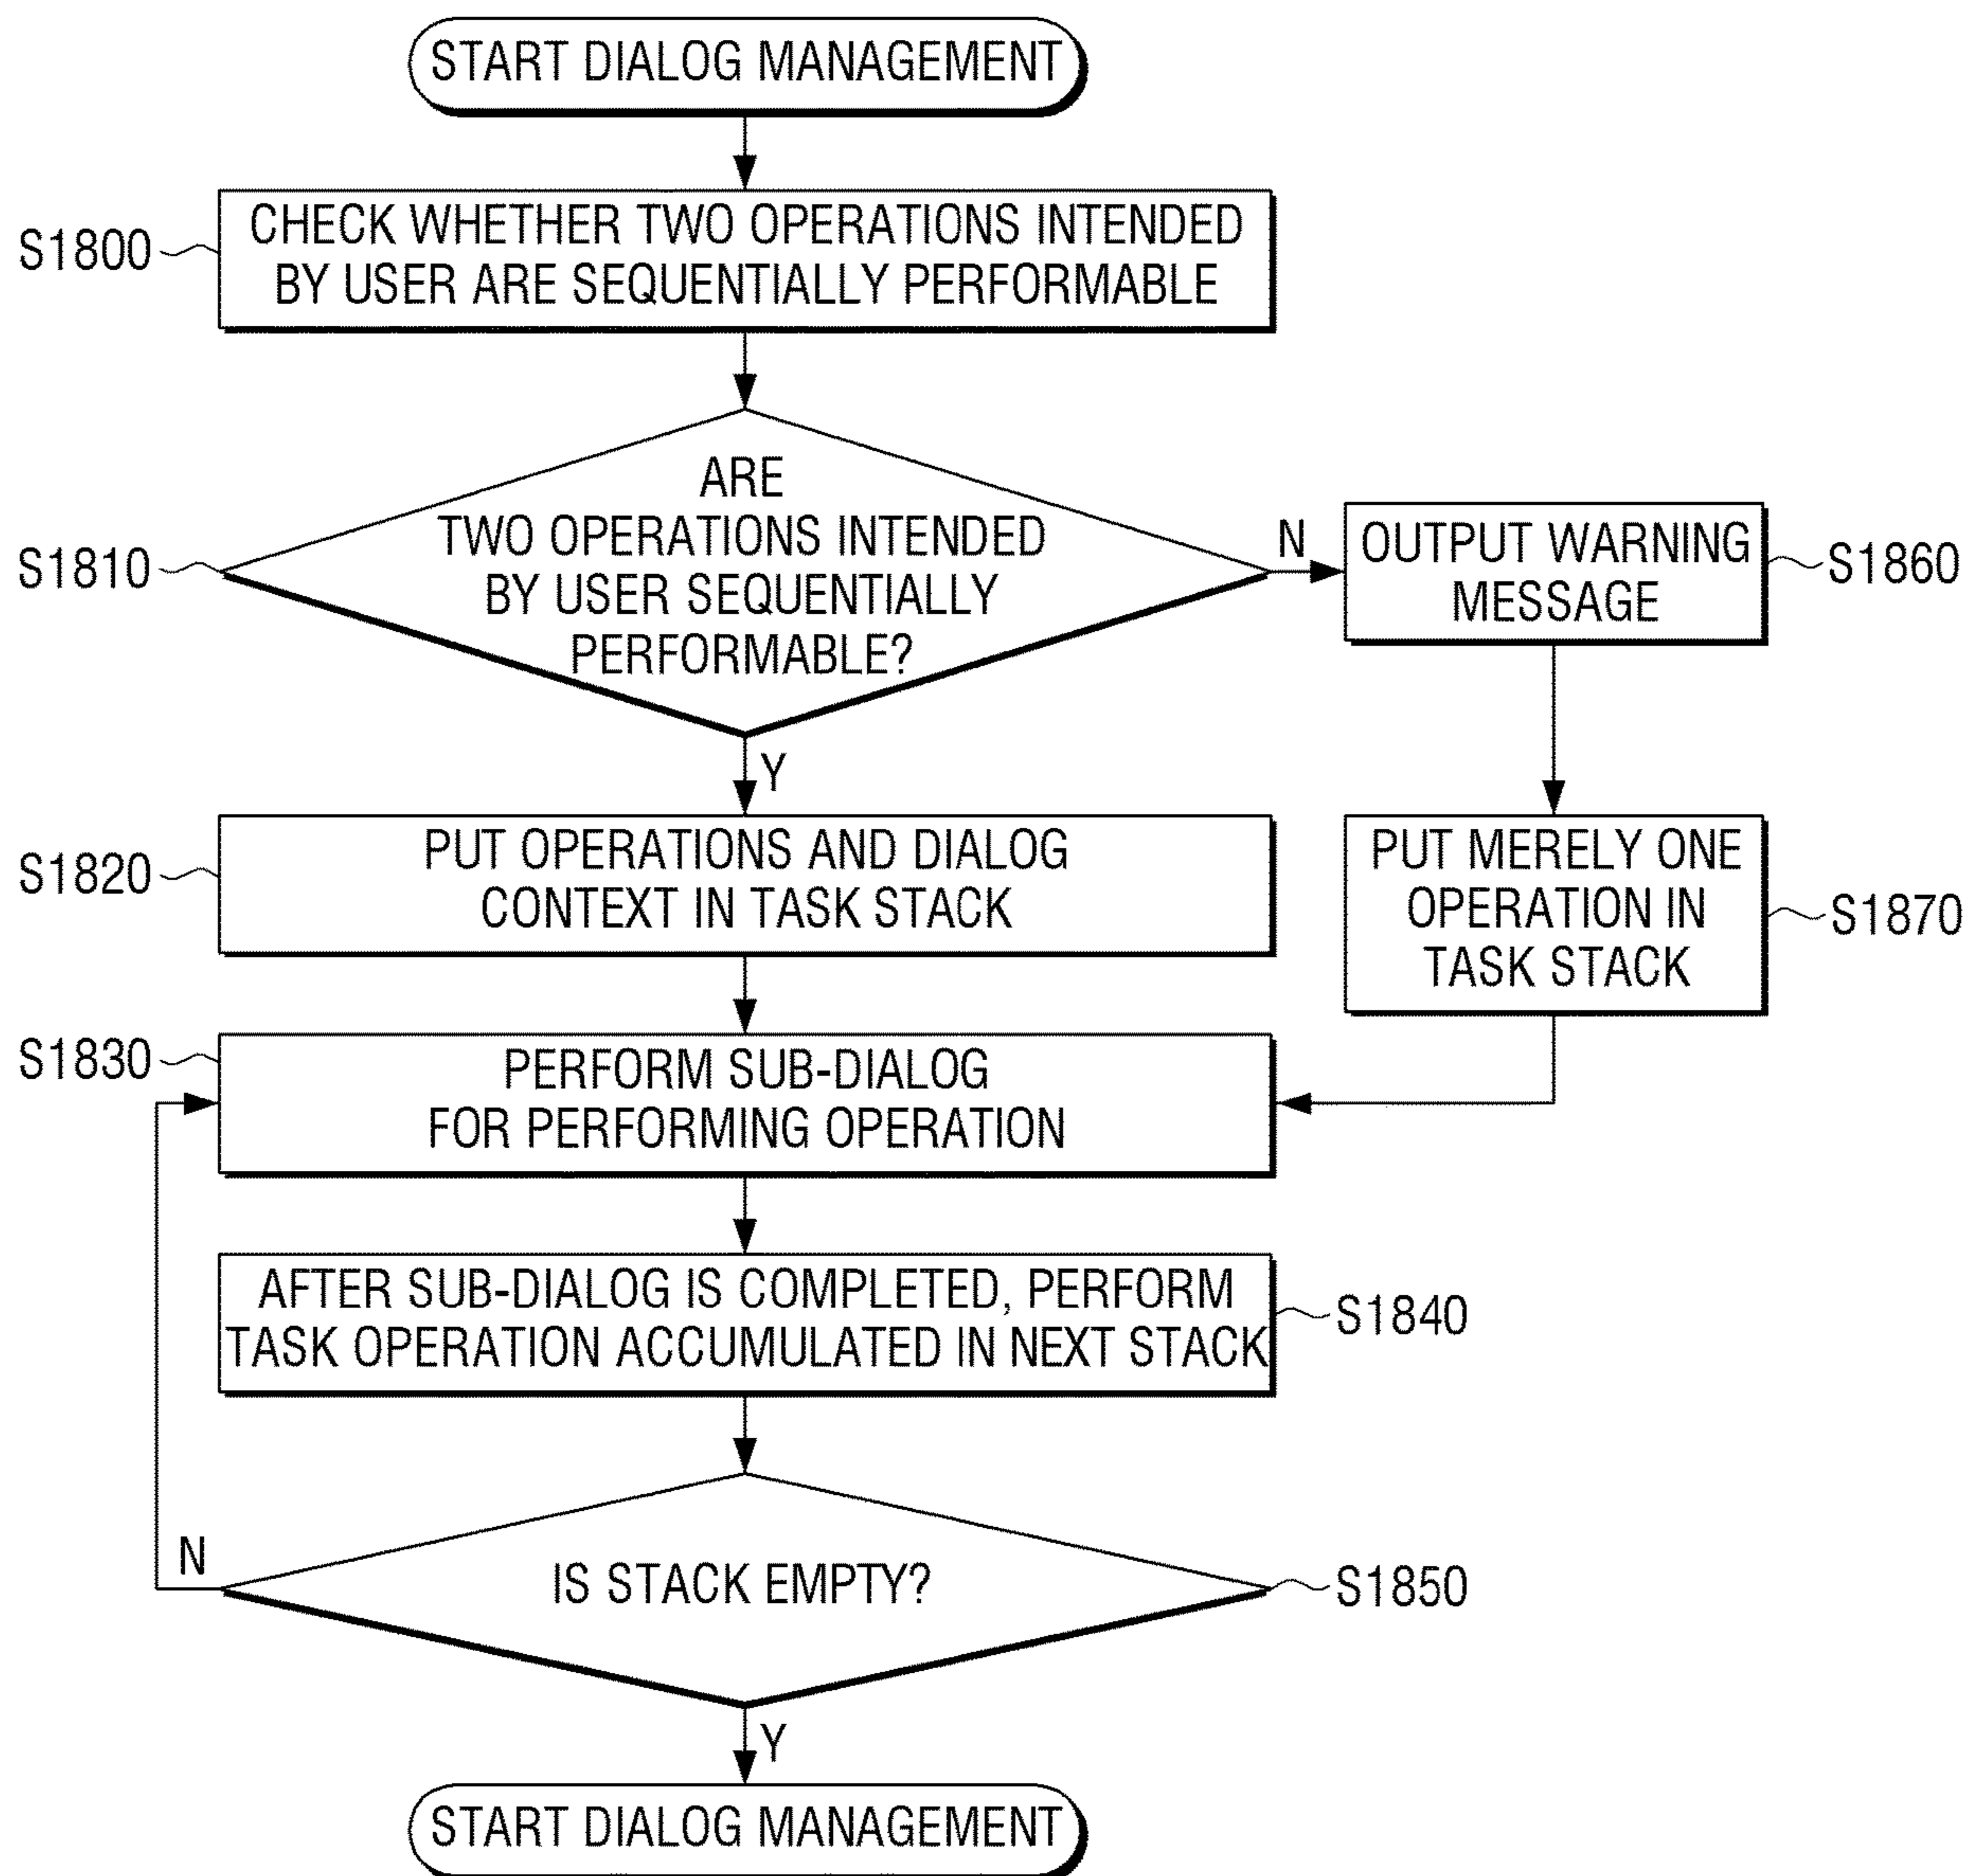 START DIALOG MANAGEMENT
S1800
CHECK WHETHER TWO OPERATIONS INTENDED
BY USER ARE SEQUENTIALLY PERFORMABLE
S1810
ARE
TWO OPERATIONS INTENDED
BY USER SEQUENTIALLY
PERFORMABLE?
N
OUTPUT WARNING
MESSAGE
S1860
Y
S1820
PUT OPERATIONS AND DIALOG
CONTEXT IN TASK STACK
PUT MERELY ONE
OPERATION IN
TASK STACK
S1870
S1830
PERFORM SUB-DIALOG
FOR PERFORMING OPERATION
AFTER SUB-DIALOG IS COMPLETED, PERFORM
TASK OPERATION ACCUMULATED IN NEXT STACK
S1840
N
IS STACK EMPTY?
S1850
Y
START DIALOG MANAGEMENT